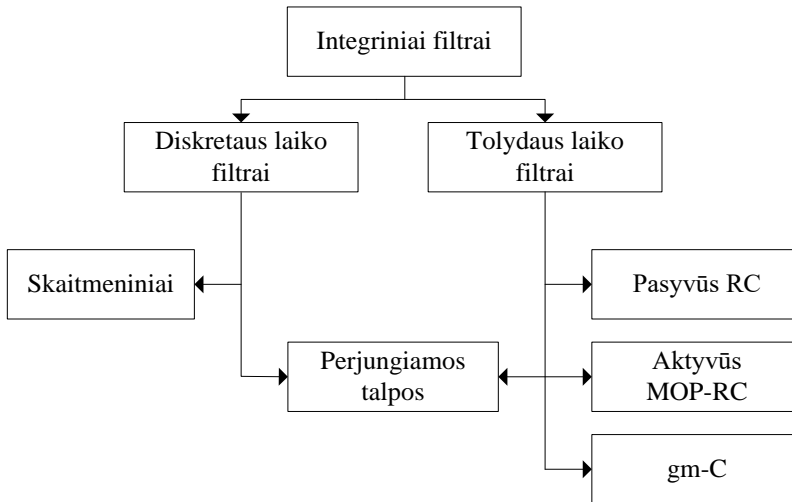 Integriniai filtrai
Diskretaus laiko
filtrai
Tolydaus laiko
filtrai
Skaitmeniniai
Pasyvūs RC
Perjungiamos
talpos
Aktyvūs
MOP-RC
gm-C